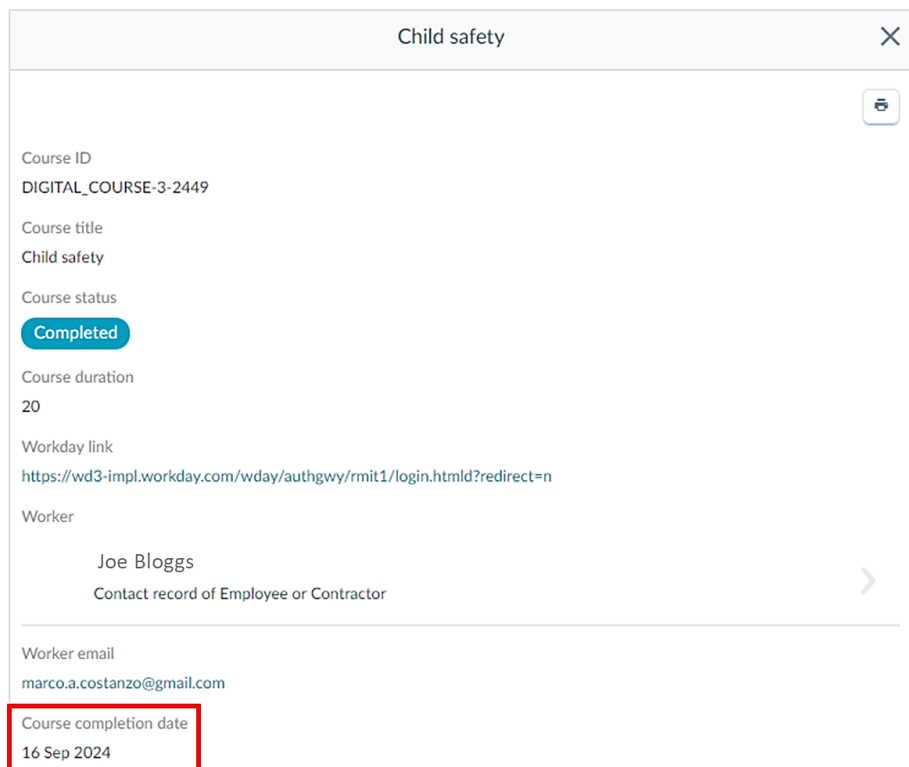 Child safety
Course ID
DIGITAL_COURSE-3-2449
Course title
Child safety
Course status
Completed
Course duration
20
Workday link
https://wd3-impl.workday.com/wday/authgwy/rmit1/login.htmld?redirect=n
Worker
Joe Bloggs
Contact record of Employee or Contractor
Worker email
marco.a.costanzo@gmail.com
Course completion date
16 Sep 2024